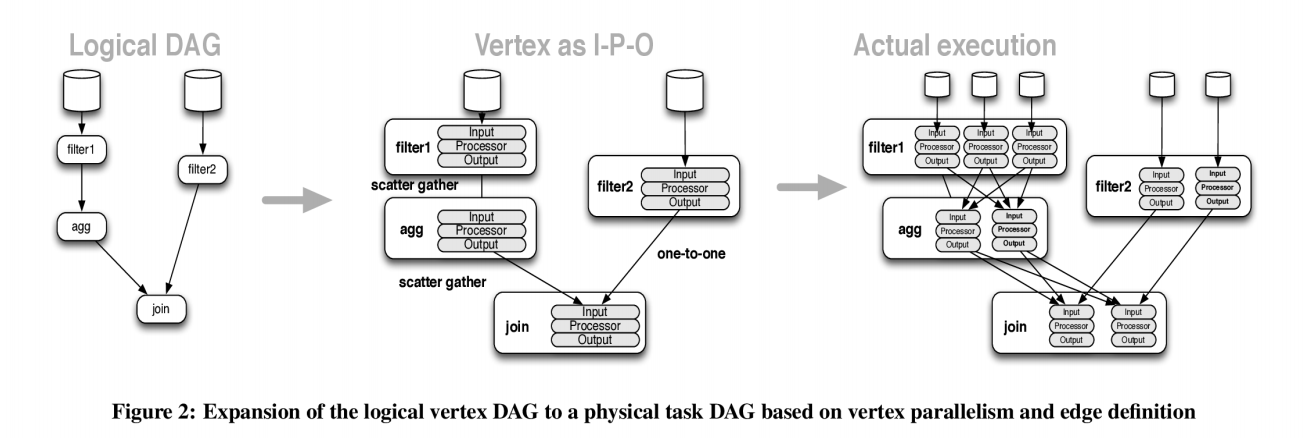 Logical DAG
filter1
filter2
agg
join
Vertex as I-P-O
filter1
Input
Processor
Output
scatter gather
filter2
Input
Processor
Output
agg
Input
Processor
Output
one-to-one
scatter gather
join
Input
Processor
Output
Actual execution
filter1
Input Input Input
Processor Processor Processor
Output Output Output
filter2
Input Input
Processor Processor
Output Output
agg
Input Input
Processor Processor
Output Output
join
Input Input
Processor Processor
Output Output
Figure 2: Expansion of the logical vertex DAG to a physical task DAG based on vertex parallelism and edge definition